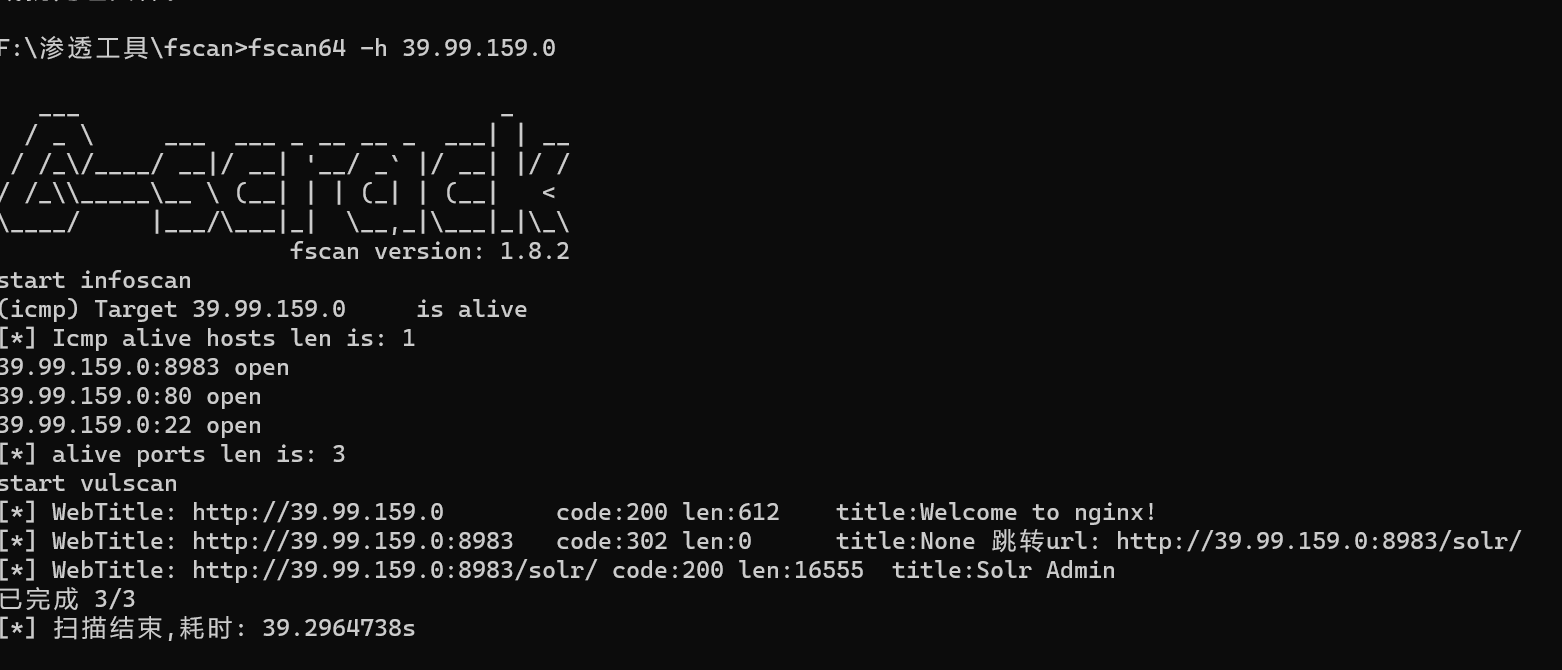 F:\渗透工具\fscan>fscan64 -h 39.99.159.0
   ___                              _
  / _ \     ___  ___ _ __ __ _  ___| | __
 / /_\/____/ __|/ __| '__/ _` |/ __| |/ /
/ /_\\_____\__ \ (__| | | (_| | (__|   <
\____/     |___/\___|_|  \__,_|\___|_|\_\
                     fscan version: 1.8.2
start infoscan
(icmp) Target 39.99.159.0     is alive
[*] Icmp alive hosts len is: 1
39.99.159.0:8983 open
39.99.159.0:80 open
39.99.159.0:22 open
[*] alive ports len is: 3
start vulscan
[*] WebTitle: http://39.99.159.0        code:200 len:612    title:Welcome to nginx!
[*] WebTitle: http://39.99.159.0:8983   code:302 len:0      title:None 跳转url: http://39.99.159.0:8983/solr/
[*] WebTitle: http://39.99.159.0:8983/solr/ code:200 len:16555  title:Solr Admin
已完成 3/3
[*] 扫描结束,耗时: 39.2964738s